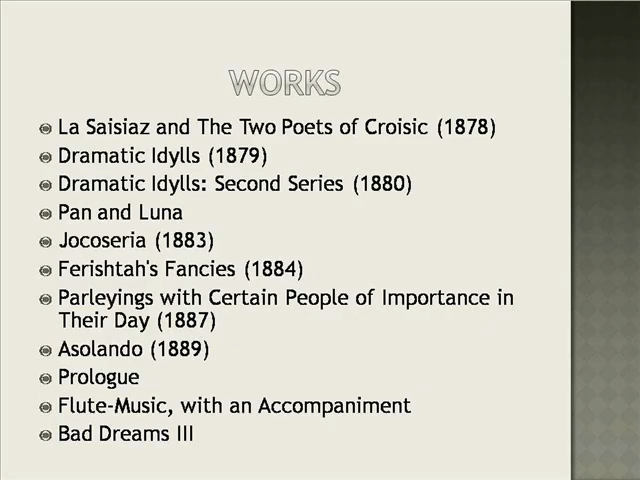 WORKS
La Saisiaz and The Two Poets of Croisic (1878)
Dramatic Idylls (1879)
Dramatic Idylls: Second Series (1880)
Pan and Luna
Jocoseria (1883)
Ferishtah's Fancies (1884)
Parleyings with Certain People of Importance in
Their Day (1887)
Asolando (1889)
Prologue
Flute-Music, with an Accompaniment
Bad Dreams III